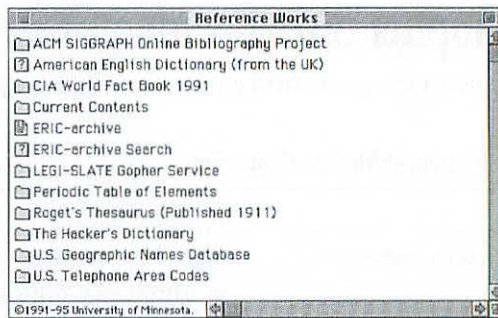 Reference Works
ACM SIGGRAPH Online Bibliography Project
American English Dictionary (from the UK)
CIA World Fact Book 1991
Current Contents
ERIC-archive
ERIC-archive Search
LEGI-SLATE Gopher Service
Periodic Table of Elements
Roget's Thesaurus (Published 1911)
The Hacker's Dictionary
U.S. Geographic Names Database
U.S. Telephone Area Codes
©1991-95 University of Minnesota.